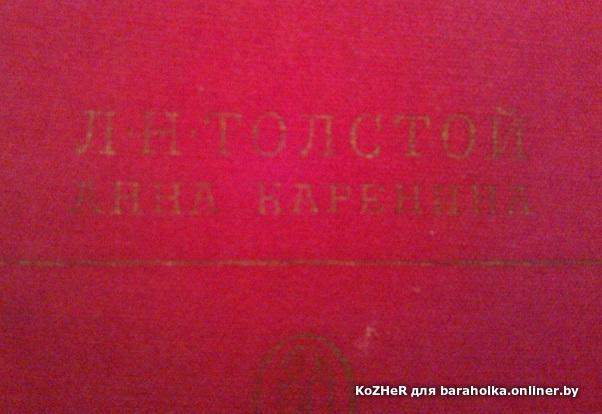 Л·Н·ТОЛСТОЙ
АННА КАРЕНИНА
KoZHeR для baraholka.onliner.by